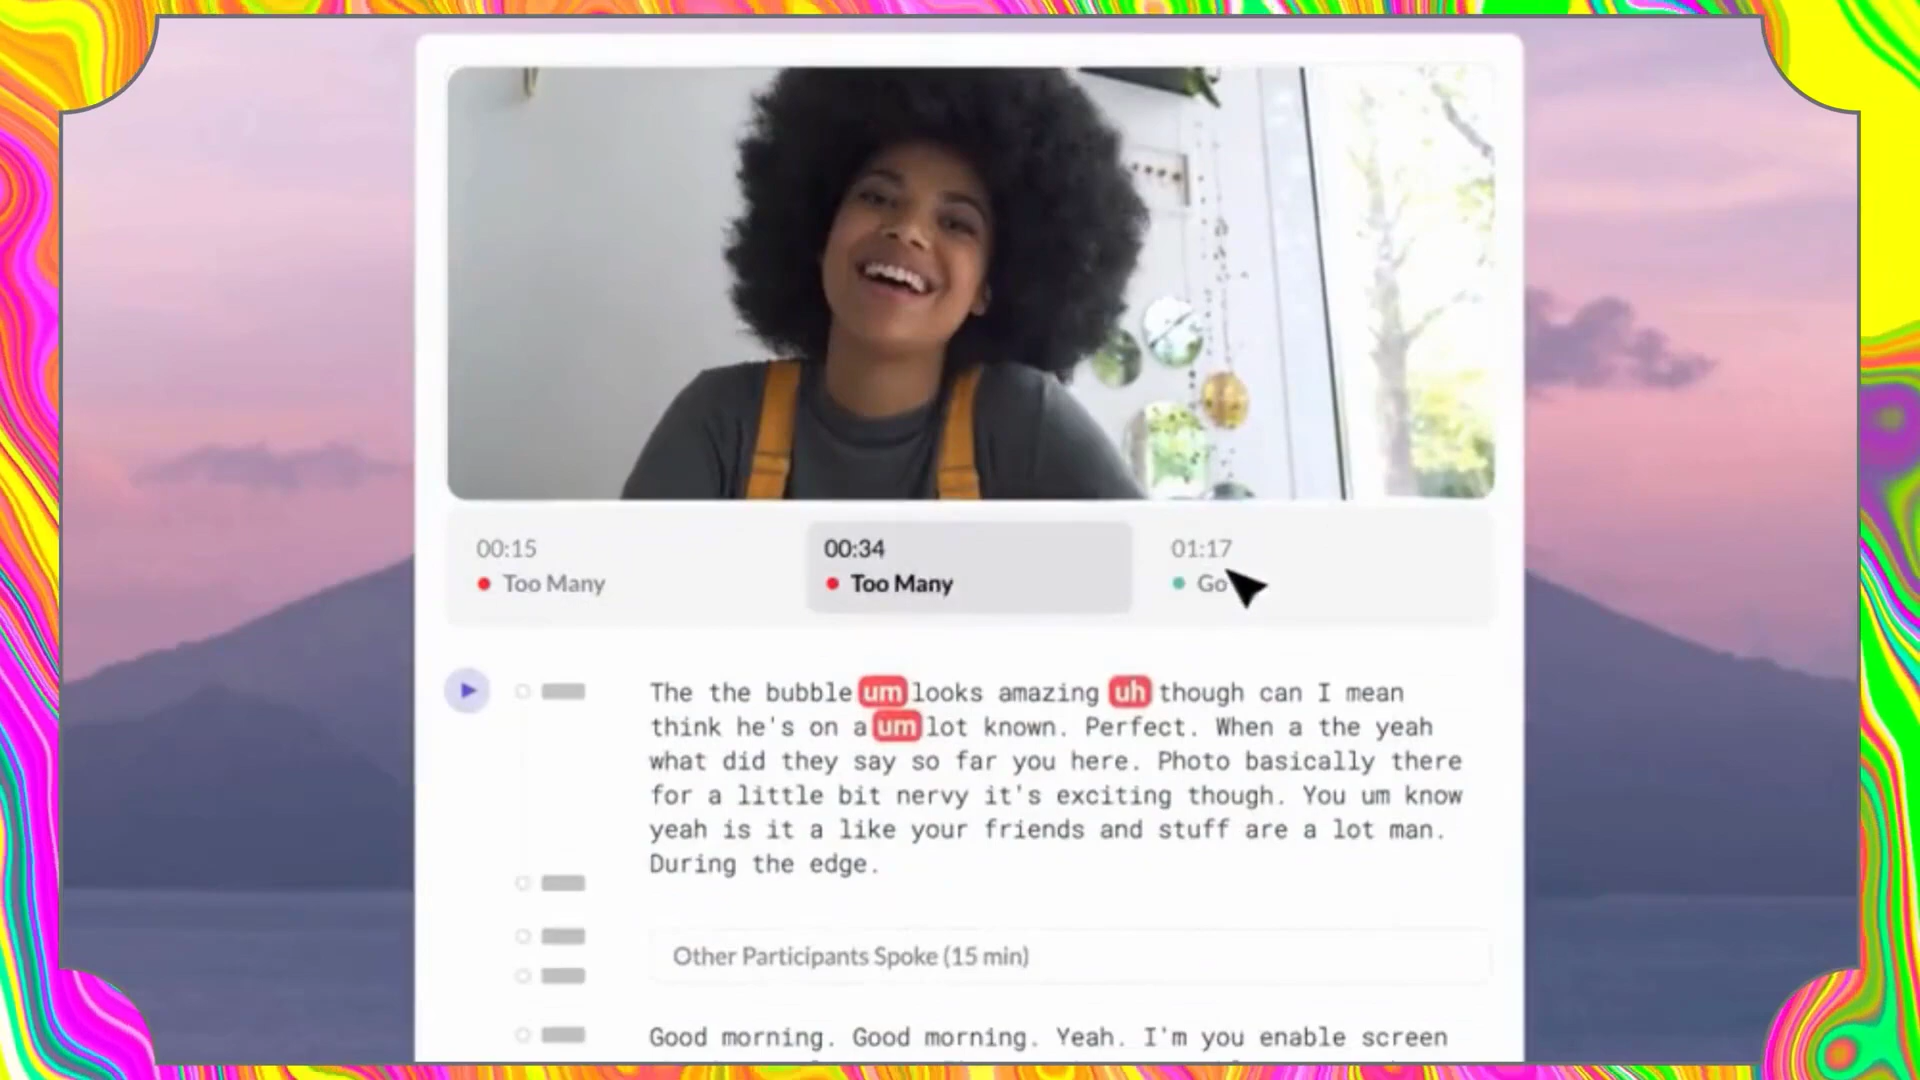 00:15
Too Many
00:34
Too Many
01:17
Go
The the bubble um looks amazing uh though can I mean
think he's on a um lot known. Perfect. When a the yeah
what did they say so far you here. Photo basically there
for a little bit nervy it's exciting though. You um know
yeah is it a like your friends and stuff are a lot man.
During the edge.
Other Participants Spoke (15 min)
Good morning. Good morning. Yeah. I'm you enable screen